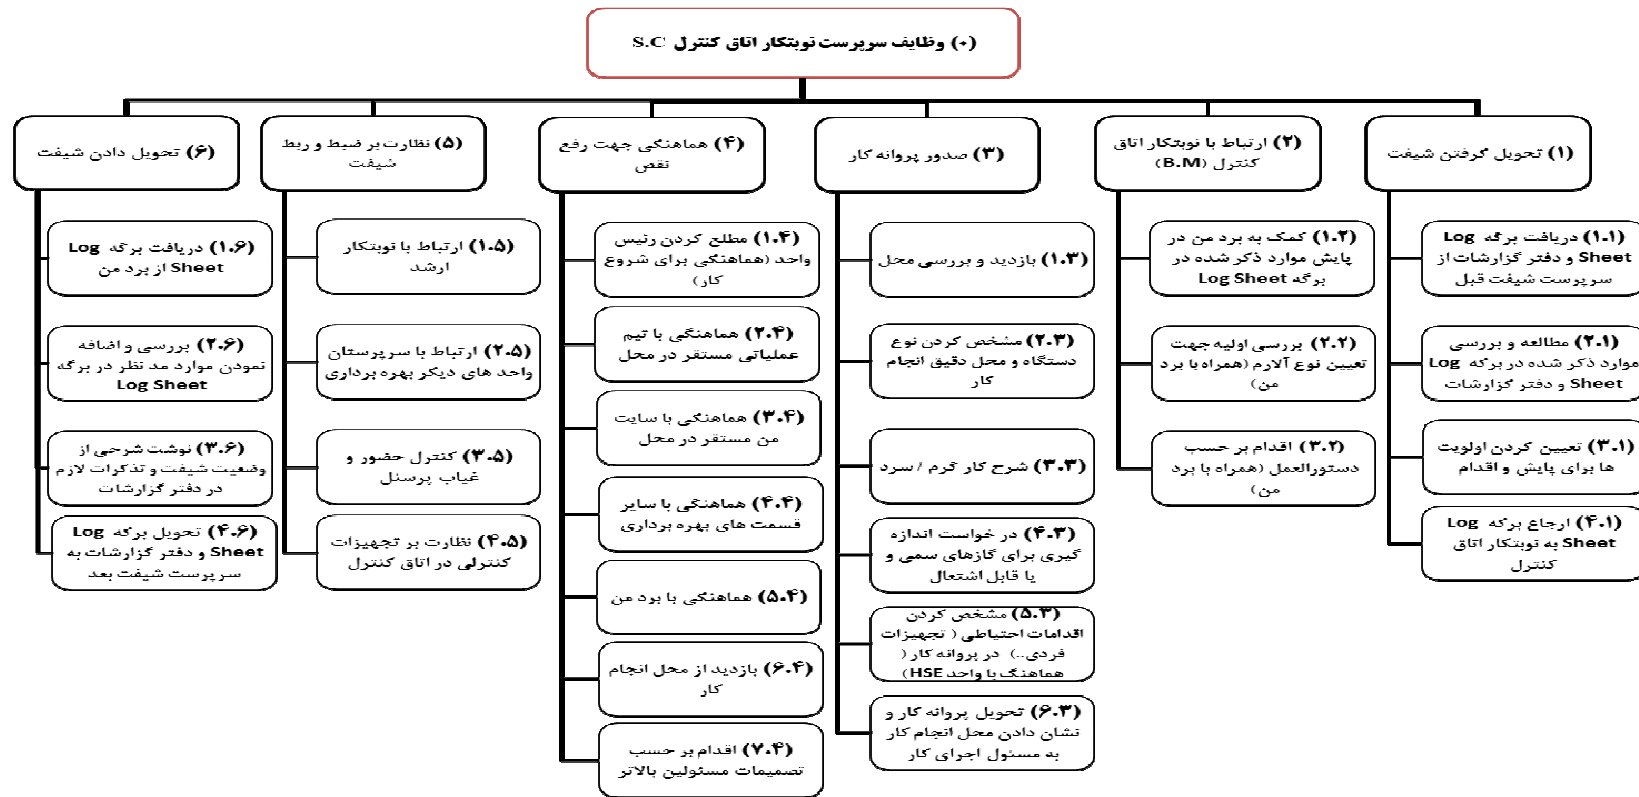 (۰) وظایف سرپرست نوبتکار اتاق کنترل S.C
(۱) تحویل گرفتن شیفت
(۱.۱) دریافت برگه Log
Sheet و دفتر گزارشات از
سرپرست شیفت قبل
(۲.۱) مطالعه و بررسی
موارد ذکر شده در برگه Log
Sheet و دفتر گزارشات
(۳.۱) تعیین کردن اولویت
ها برای پایش و اقدام
(۴.۱) ارجاع برگه Log
Sheet به نوبتکار اتاق
کنترل
(۲) ارتباط با نوبتکار اتاق
کنترل (B.M)
(۱.۲) کمک به برد من در
پایش موارد ذکر شده در
برگه Log Sheet
(۲.۲) بررسی اولیه جهت
تعیین نوع آلارم (همراه با برد
من)
(۳.۲) اقدام بر حسب
دستورالعمل (همراه با برد
من)
(۳) صدور پروانه کار
(۱.۳) بازدید و بررسی محل
(۲.۳) مشخص کردن نوع
دستگاه و محل دقیق انجام
کار
(۳.۳) شرح کار گرم / سرد
(۴.۳) در خواست اندازه
گیری برای گازهای سمی و
یا قابل اشتعال
(۵.۳) مشخص کردن
اقدامات احتیاطی ( تجهیزات
فردی..) در پروانه کار (
هماهنگ با واحد HSE)
(۶.۳) تحویل پروانه کار و
نشان دادن محل انجام کار
به مسئول اجرای کار
(۴) هماهنگی جهت رفع
نقص
(۱.۴) مطلع کردن رئیس
واحد (هماهنگی برای شروع
کار)
(۲.۴) هماهنگی با تیم
عملیاتی مستقر در محل
(۳.۴) هماهنگی با سایت
من مستقر در محل
(۴.۴) هماهنگی با سایر
قسمت های بهره برداری
(۵.۴) هماهنگی با برد من
(۶.۴) بازدید از محل انجام
کار
(۷.۴) اقدام بر حسب
تصمیمات مسئولین بالاتر
(۵) نظارت بر ضبط و ربط
شیفت
(۱.۵) ارتباط با نوبتکار
ارشد
(۲.۵) ارتباط با سرپرستان
واحد های دیگر بهره برداری
(۳.۵) کنترل حضور و
غیاب پرسنل
(۴.۵) نظارت بر تجهیزات
کنترلی در اتاق کنترل
(۶) تحویل دادن شیفت
(۱.۶) دریافت برگه Log
Sheet از برد من
(۲.۶) بررسی و اضافه
نمودن موارد مد نظر در برگه
Log Sheet
(۳.۶) نوشت شرحی از
وضعیت شیفت و تذکرات لازم
در دفتر گزارشات
(۴.۶) تحویل برگه Log
Sheet و دفتر گزارشات به
سرپرست شیفت بعد